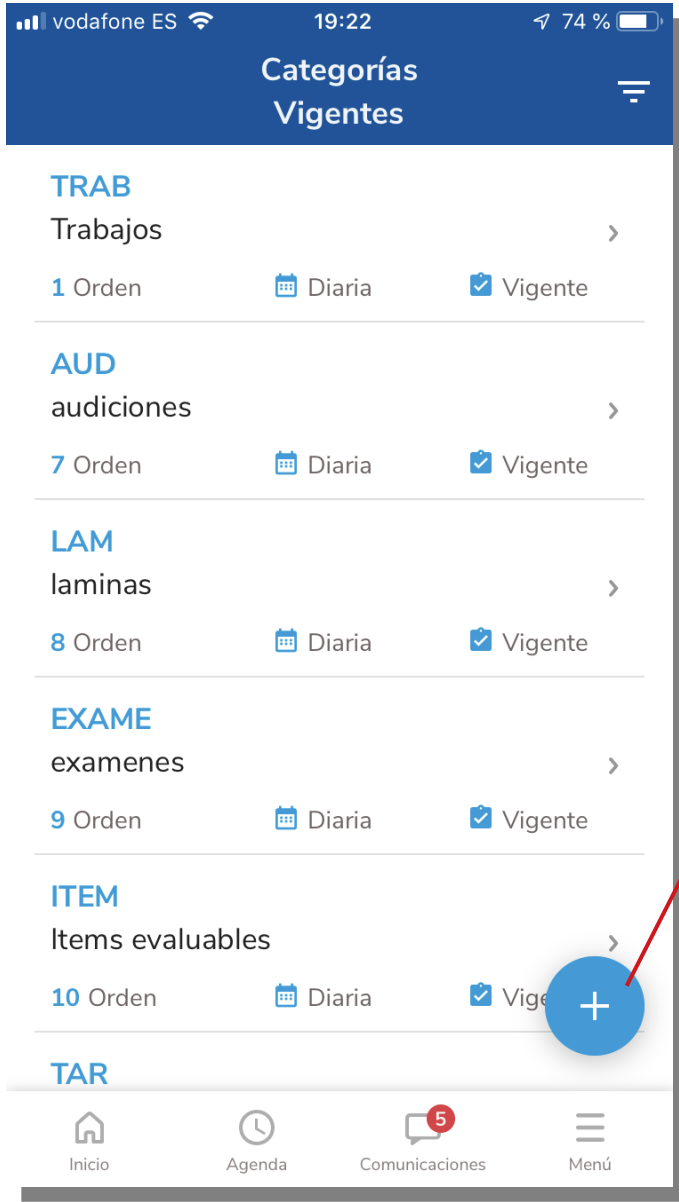 vodafone ES 19:22 74 %
Categorías
Vigentes
TRAB
Trabajos
1 Orden Diaria Vigente
AUD
audiciones
7 Orden Diaria Vigente
LAM
laminas
8 Orden Diaria Vigente
EXAME
examenes
9 Orden Diaria Vigente
ITEM
Items evaluables
10 Orden Diaria Vige
TAR
5
Inicio Agenda Comunicaciones Menú